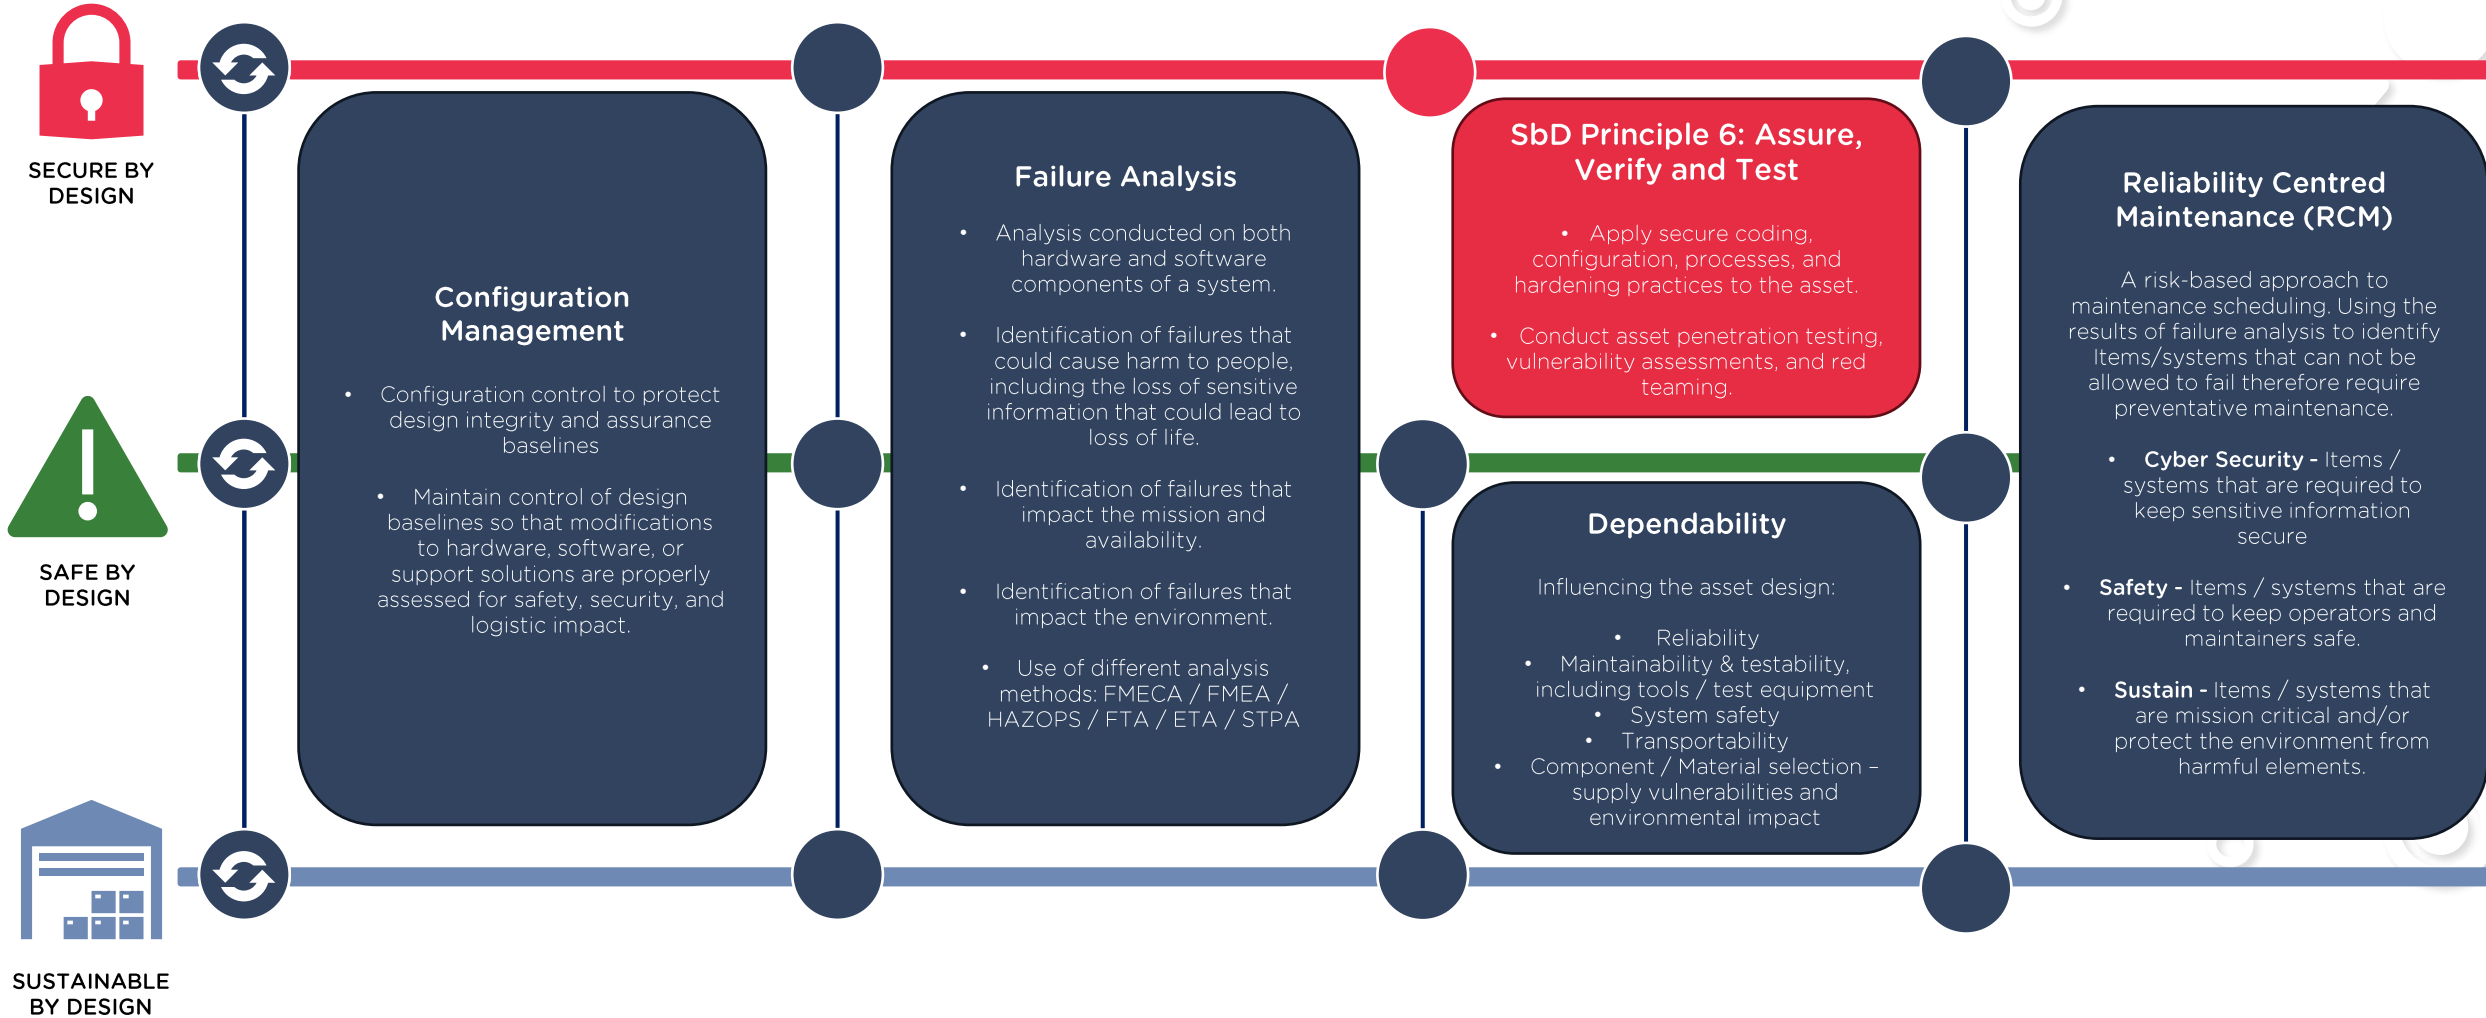 SECURE BY
DESIGN
SAFE BY
DESIGN
SUSTAINABLE
BY DESIGN
Configuration
Management
• Configuration control to protect
design integrity and assurance
baselines
• Maintain control of design
baselines so that modifications
to hardware, software, or
support solutions are properly
assessed for safety, security, and
logistic impact.
Failure Analysis
• Analysis conducted on both
hardware and software
components of a system.
• Identification of failures that
could cause harm to people,
including the loss of sensitive
information that could lead to
loss of life.
• Identification of failures that
impact the mission and
availability.
• Identification of failures that
impact the environment.
• Use of different analysis
methods: FMECA / FMEA /
HAZOPS / FTA / ETA / STPA
SbD Principle 6: Assure,
Verify and Test
• Apply secure coding,
configuration, processes, and
hardening practices to the asset.
• Conduct asset penetration testing,
vulnerability assessments, and red
teaming.
Dependability
Influencing the asset design:
• Reliability
• Maintainability & testability,
including tools / test equipment
• System safety
• Transportability
• Component / Material selection –
supply vulnerabilities and
environmental impact
Reliability Centred
Maintenance (RCM)
A risk-based approach to
maintenance scheduling. Using the
results of failure analysis to identify
Items/systems that can not be
allowed to fail therefore require
preventative maintenance.
• Cyber Security - Items /
systems that are required to
keep sensitive information
secure
• Safety - Items / systems that are
required to keep operators and
maintainers safe.
• Sustain - Items / systems that
are mission critical and/or
protect the environment from
harmful elements.